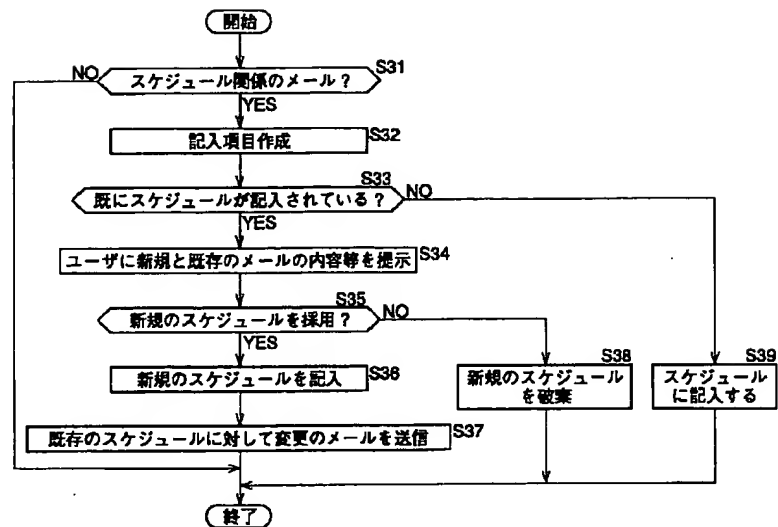 開始
NO スケジュール関係のメール? S31
YES
記入項目作成 S32
既にスケジュールが記入されている? S33 NO
YES
ユーザに新規と既存のメールの内容等を提示 S34
新規のスケジュールを採用? S35 NO
YES
新規のスケジュールを記入 S36
新規のスケジュール
を破棄
S38
スケジュール
に記入する
S39
既存のスケジュールに対して変更のメールを送信 S37
終了